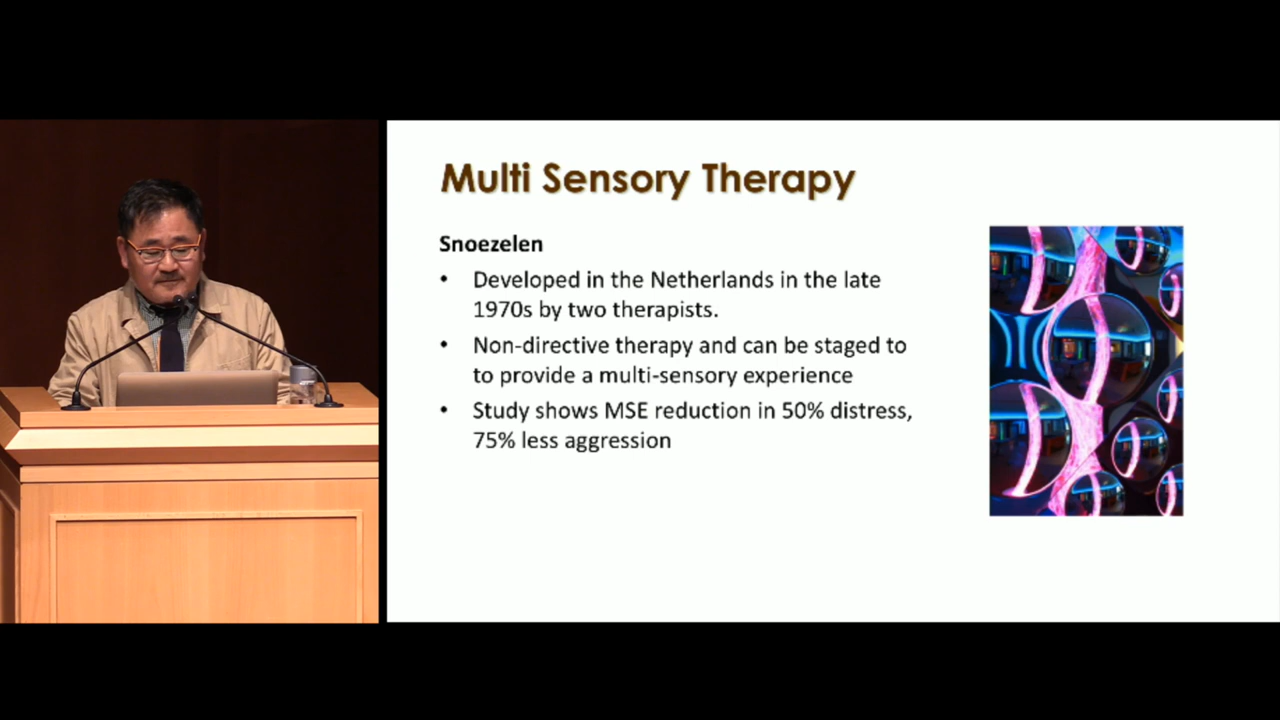 Multi Sensory Therapy
Snoezelen
• Developed in the Netherlands in the late
1970s by two therapists.
• Non-directive therapy and can be staged to
to provide a multi-sensory experience
• Study shows MSE reduction in 50% distress,
75% less aggression